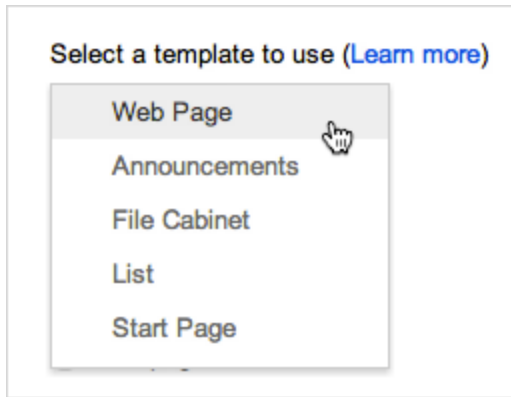 Select a template to use (Learn more)
Web Page
Announcements
File Cabinet
List
Start Page